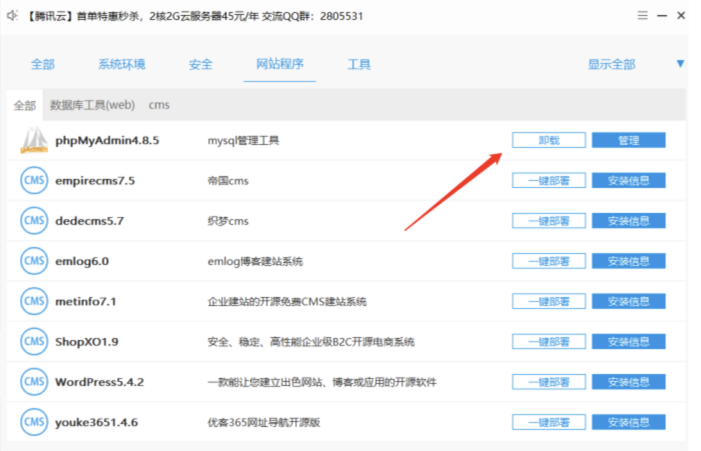 【腾讯云】首单特惠秒杀，2核2G云服务器45元/年 交流QQ群：2805531
全部 系统环境 安全 网站程序 工具 显示全部
全部 数据库工具(web) cms
phpMyAdmin4.8.5 mysql管理工具 卸载 管理
CMS empirecms7.5 帝国cms 一键部署 安装信息
CMS dedecms5.7 织梦cms 一键部署 安装信息
CMS emlog6.0 emlog博客建站系统 一键部署 安装信息
CMS metinfo7.1 企业建站的开源免费CMS建站系统 一键部署 安装信息
CMS ShopXO1.9 安全、稳定、高性能企业级B2C开源电商系统 一键部署 安装信息
CMS WordPress5.4.2 一款能让您建立出色网站、博客或应用的开源软件 一键部署 安装信息
CMS youke3651.4.6 优客365网址导航开源版 一键部署 安装信息